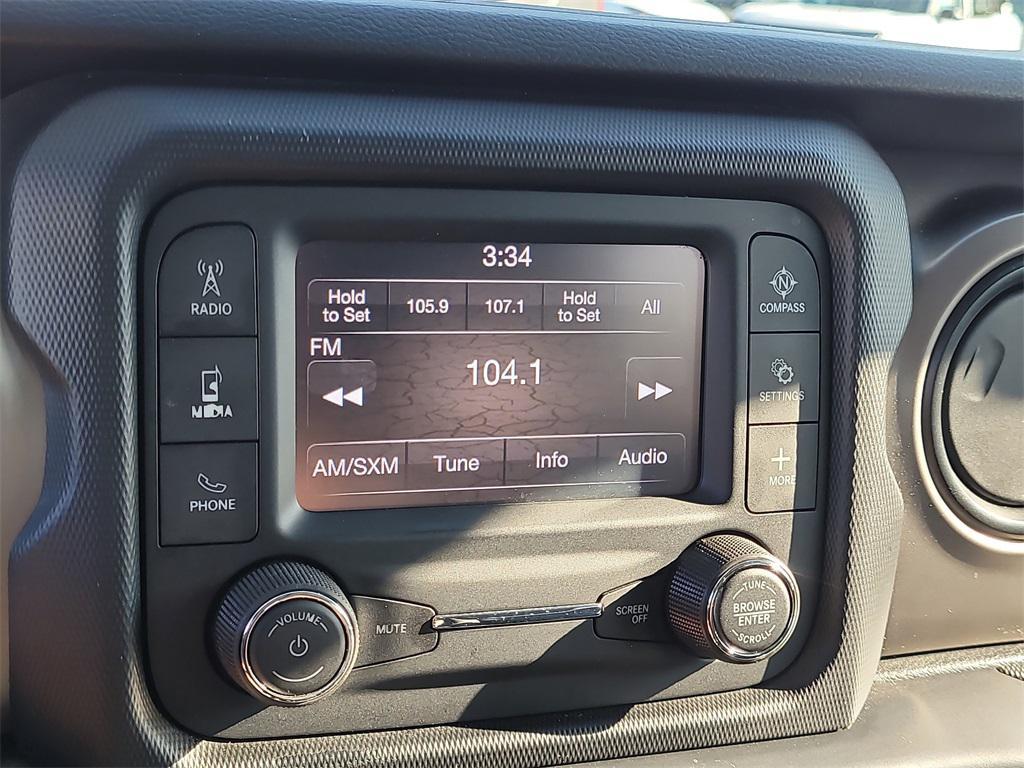 3:34
Hold to Set 105.9 107.1 Hold to Set All
FM
104.1
AM/SXM Tune Info Audio
RADIO
MEDIA
PHONE
N
COMPASS
SETTINGS
MORE
VOLUME
MUTE
SCREEN OFF
TUNE
BROWSE
ENTER
SCROLL